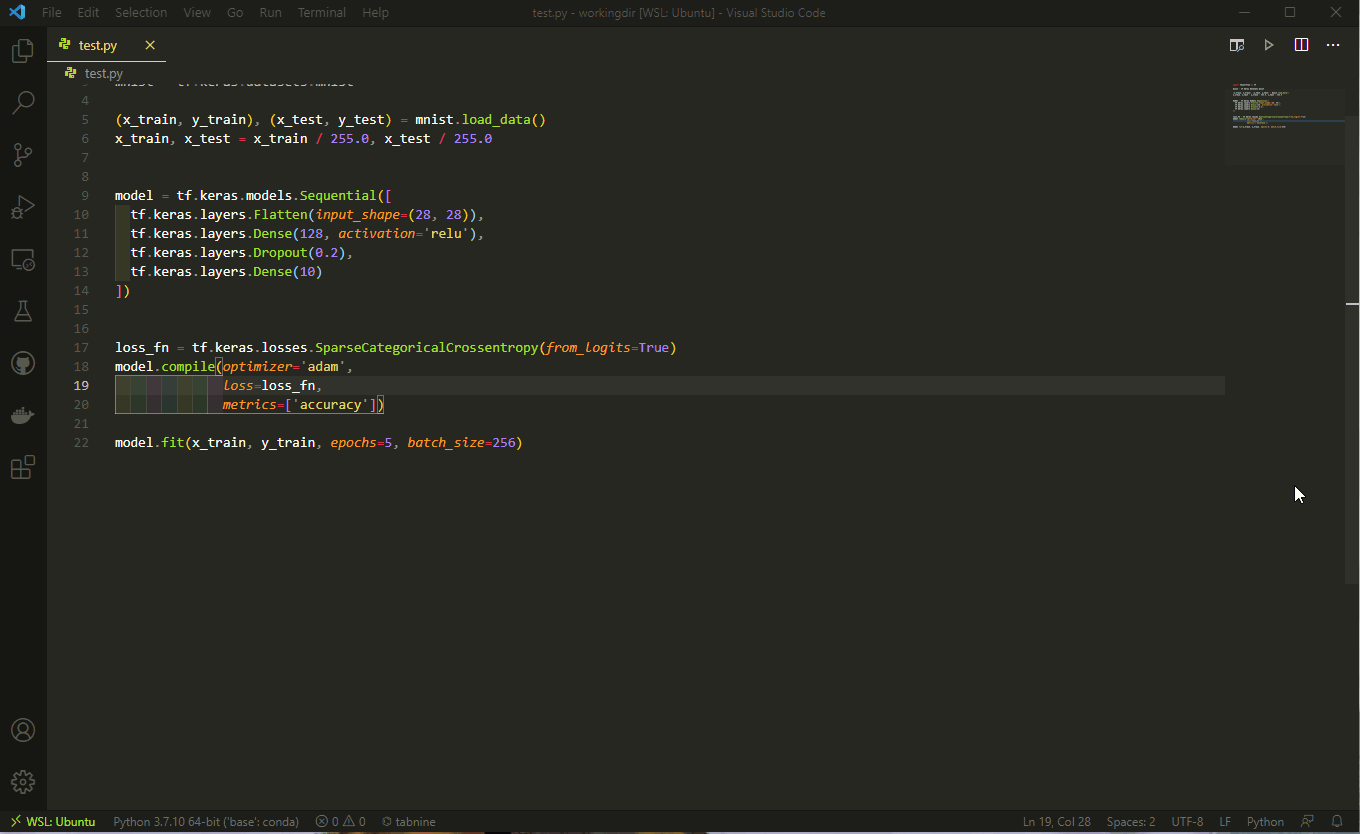 File Edit Selection View Go Run Terminal Help
test.py - workingdir [WSL: Ubuntu] - Visual Studio Code
test.py
test.py
mnist = tf.keras.datasets.mnist
4
5 (x_train, y_train), (x_test, y_test) = mnist.load_data()
6 x_train, x_test = x_train / 255.0, x_test / 255.0
7
8
9 model = tf.keras.models.Sequential([
10 tf.keras.layers.Flatten(input_shape=(28, 28)),
11 tf.keras.layers.Dense(128, activation='relu'),
12 tf.keras.layers.Dropout(0.2),
13 tf.keras.layers.Dense(10)
14 ])
15
16
17 loss_fn = tf.keras.losses.SparseCategoricalCrossentropy(from_logits=True)
18 model.compile(optimizer='adam',
19 loss=loss_fn,
20 metrics=['accuracy'])
21
22 model.fit(x_train, y_train, epochs=5, batch_size=256)
WSL: Ubuntu Python 3.7.10 64-bit ('base': conda) 0 0 tabnine Ln 19, Col 28 Spaces: 2 UTF-8 LF Python